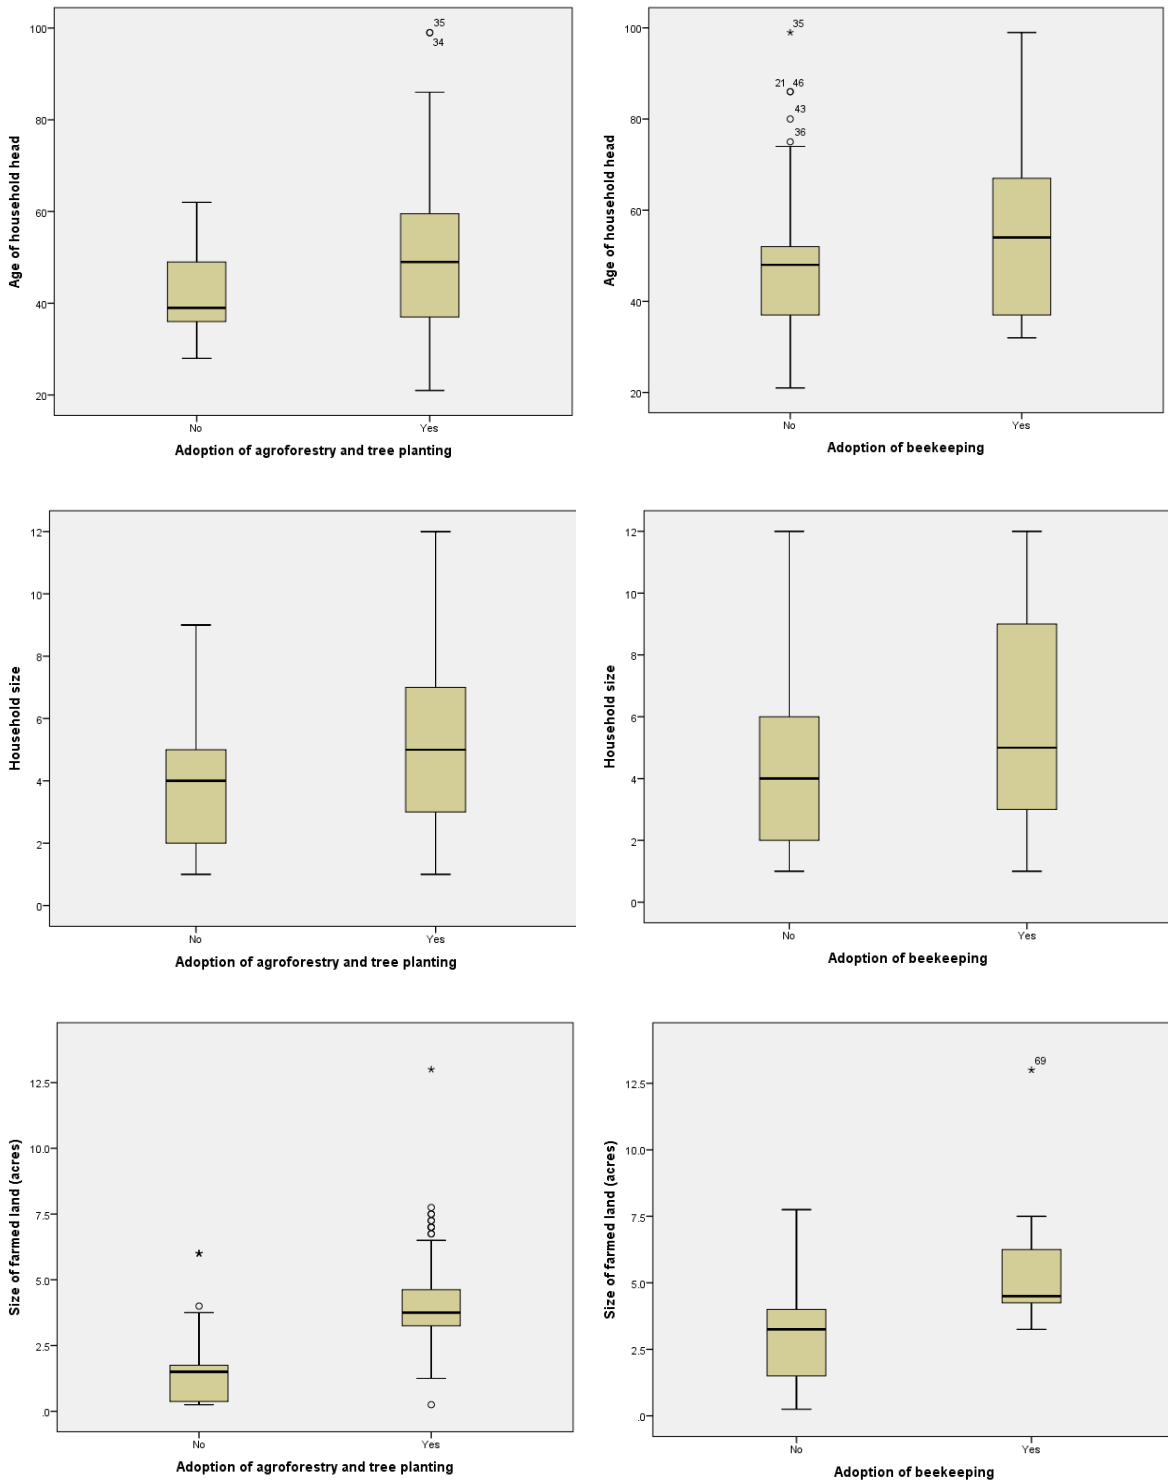 35
100
34
80
60
40
20
Age of household head
No Yes
Adoption of agroforestry and tree planting
35
100
21 46
80
43
36
60
40
20
Age of household head
No Yes
Adoption of beekeeping
12
10
8
6
4
2
0
Household size
No Yes
Adoption of agroforestry and tree planting
12
10
8
6
4
2
0
Household size
No Yes
Adoption of beekeeping
12.5
10.0
7.5
5.0
2.5
.0
Size of farmed land (acres)
No Yes
Adoption of agroforestry and tree planting
69
12.5
10.0
7.5
5.0
2.5
.0
Size of farmed land (acres)
No Yes
Adoption of beekeeping